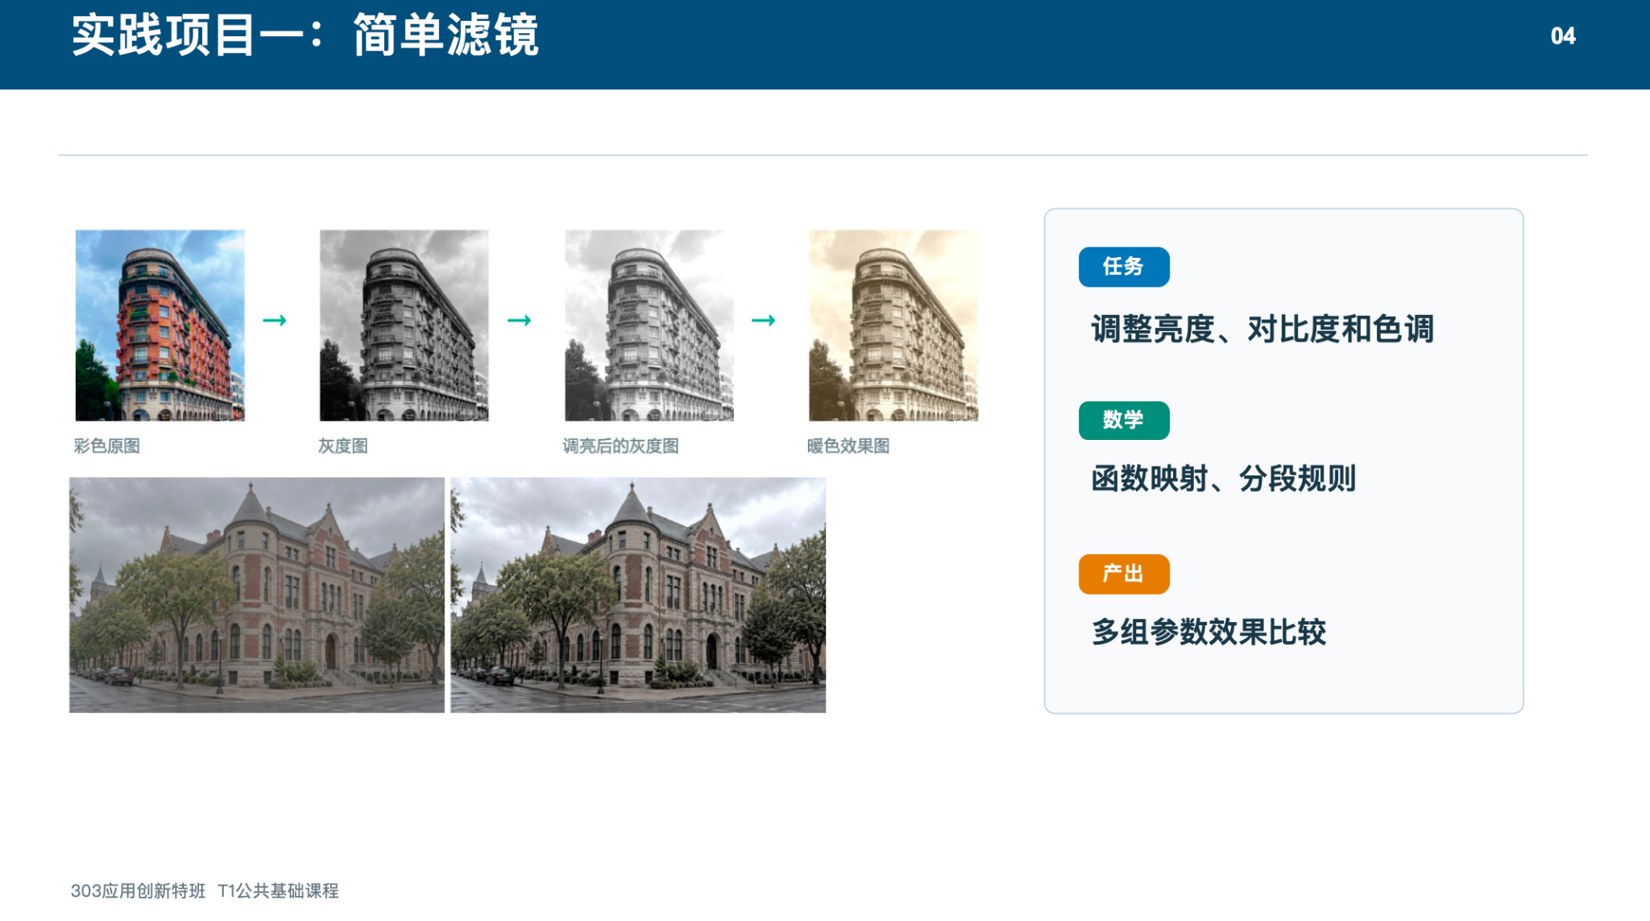 实践项目一：简单滤镜
04
彩色原图
灰度图
调亮后的灰度图
暖色效果图
任务
调整亮度、对比度和色调
数学
函数映射、分段规则
产出
多组参数效果比较
303应用创新特班 T1公共基础课程